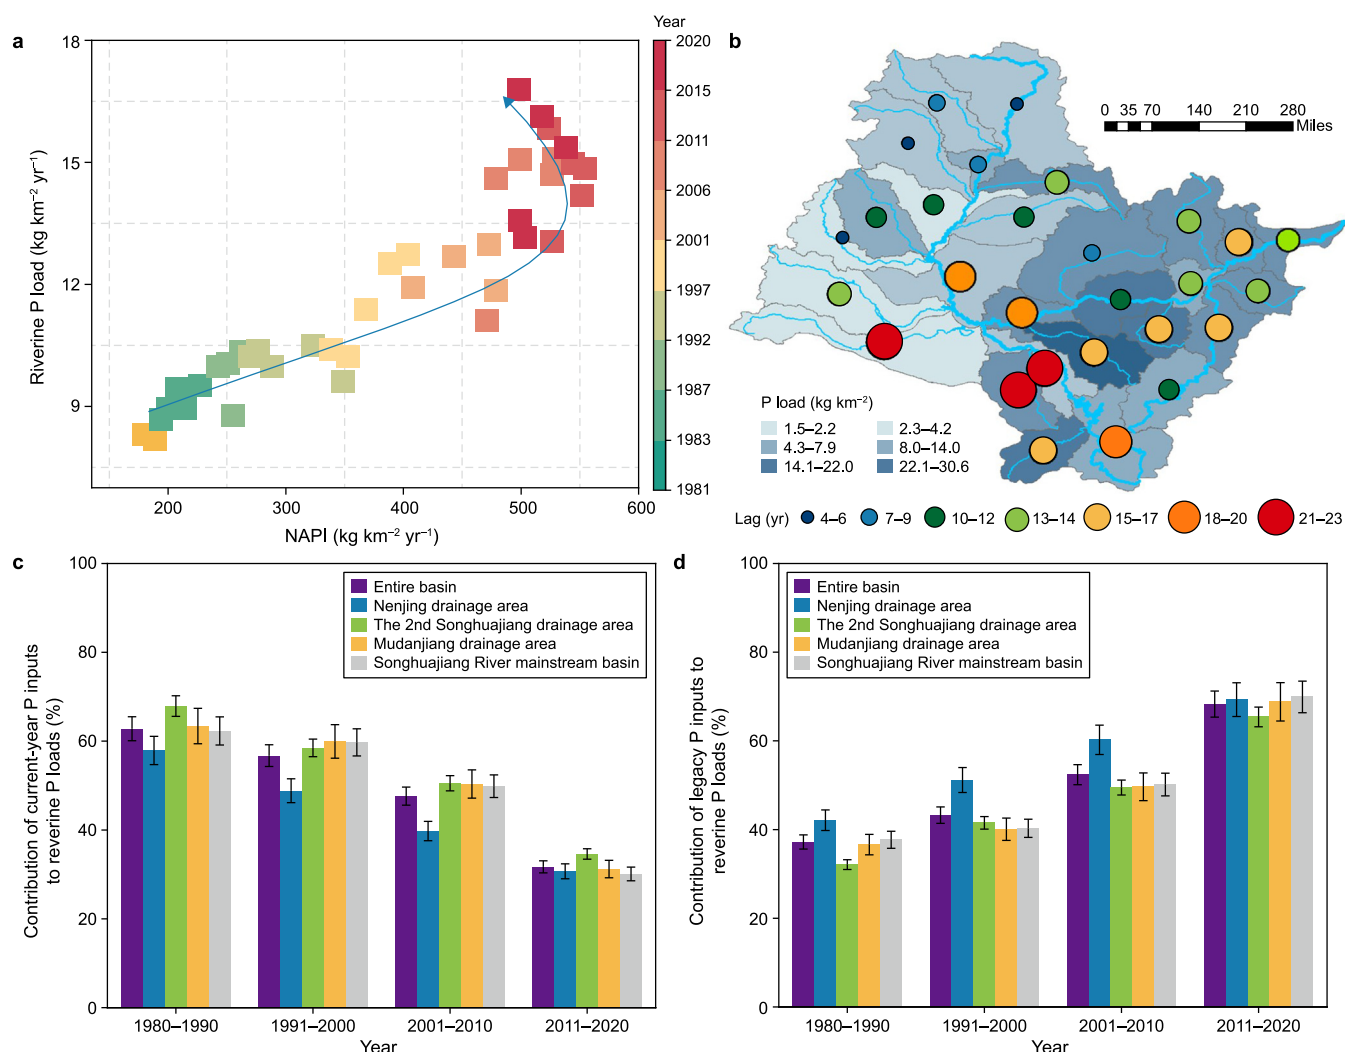 a
Year
18
15
12
9
Riverine P load (kg km⁻² yr⁻¹)
200
300
400
500
600
NAPI (kg km⁻² yr⁻¹)
2020
2015
2011
2006
2001
1997
1992
1987
1983
1981
b
0 35 70 140 210 280
Miles
P load (kg km⁻²)
1.5–2.2 2.3–4.2
4.3–7.9 8.0–14.0
14.1–22.0 22.1–30.6
Lag (yr) 4–6 7–9 10–12 13–14 15–17 18–20 21–23
c
100
80
60
40
20
0
Contribution of current-year P inputs
to reverine P loads (%)
Entire basin
Nenjing drainage area
The 2nd Songhuajiang drainage area
Mudanjiang drainage area
Songhuajiang River mainstream basin
1980–1990 1991–2000 2001–2010 2011–2020
Year
d
100
80
60
40
20
0
Contribution of legacy P inputs to
reverine P loads (%)
Entire basin
Nenjing drainage area
The 2nd Songhuajiang drainage area
Mudanjiang drainage area
Songhuajiang River mainstream basin
1980–1990 1991–2000 2001–2010 2011–2020
Year